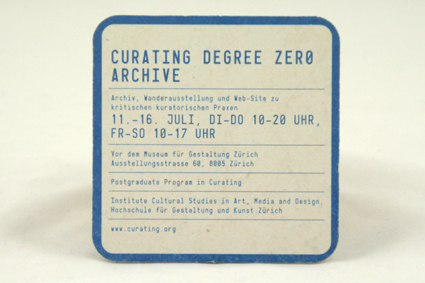 CURATING DEGREE ZERØ
ARCHIVE
Archiv, Wanderausstellung und Web-Site zu
kritischen kuratorischen Praxen
11.-16. JULI, DI-DO 10-20 UHR,
FR-SO 10-17 UHR
Vor dem Museum für Gestaltung Zürich
Ausstellungsstrasse 60, 8005 Zürich
Postgraduate Program in Curating
Institute Cultural Studies in Art, Media and Design,
Hochschule für Gestaltung und Kunst Zürich
www.curating.org